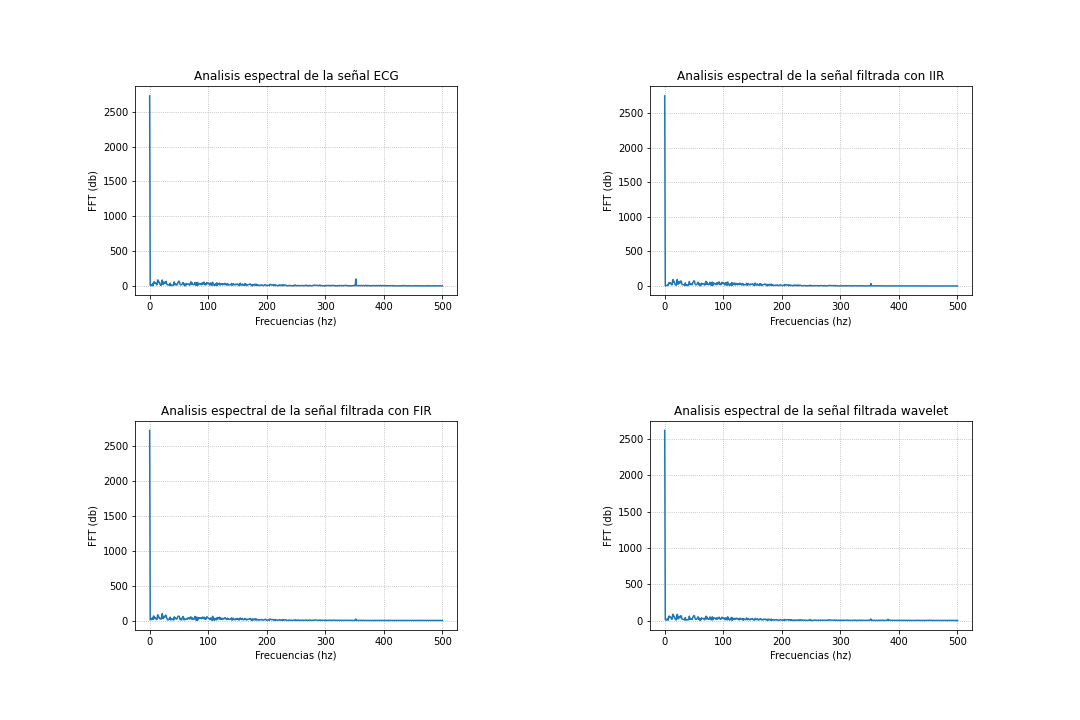 Analisis espectral de la señal ECG
2500
2000
1500
1000
500
0
FFT (db)
0 100 200 300 400 500
Frecuencias (hz)
Analisis espectral de la señal filtrada con IIR
2500
2000
1500
1000
500
0
FFT (db)
0 100 200 300 400 500
Frecuencias (hz)
Analisis espectral de la señal filtrada con FIR
2500
2000
1500
1000
500
0
FFT (db)
0 100 200 300 400 500
Frecuencias (hz)
Analisis espectral de la señal filtrada wavelet
2500
2000
1500
1000
500
0
FFT (db)
0 100 200 300 400 500
Frecuencias (hz)